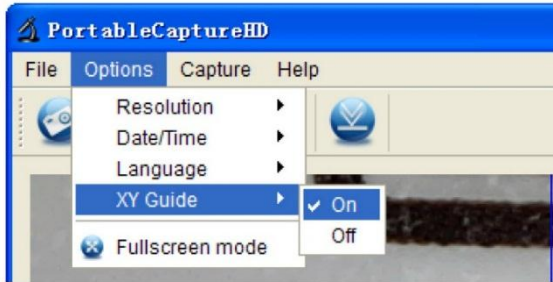 PortableCaptureHD
File Options Capture Help
Resolution
Date/Time
Language
XY Guide
On
Off
Fullscreen mode